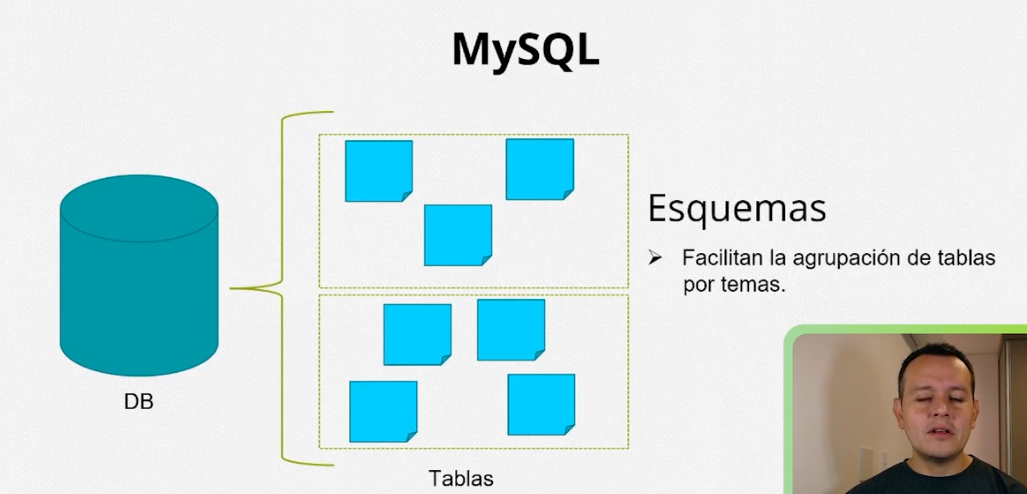 MySQL
Esquemas
➢ Facilitan la agrupación de tablas
por temas.
DB
Tablas